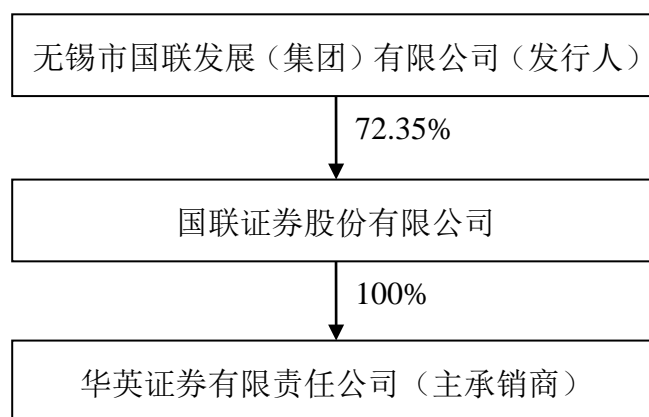 无锡市国联发展（集团）有限公司（发行人）
72.35%
国联证券股份有限公司
100%
华英证券有限责任公司（主承销商）